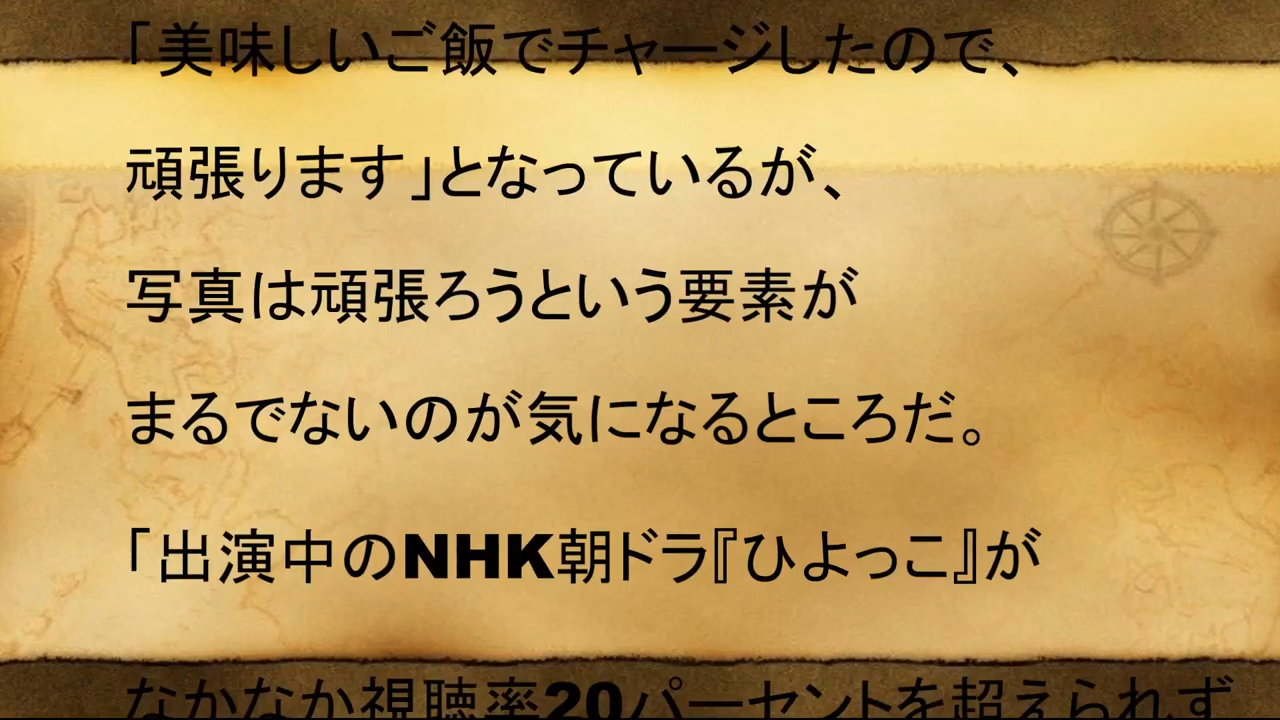 「美味しいご飯でチャージしたので、
頑張ります」となっているが、
写真は頑張ろうという要素が
まるでないのが気になるところだ。
「出演中のNHK朝ドラ『ひよっこ』が
なかなか視聴率20パーセントを超えられず